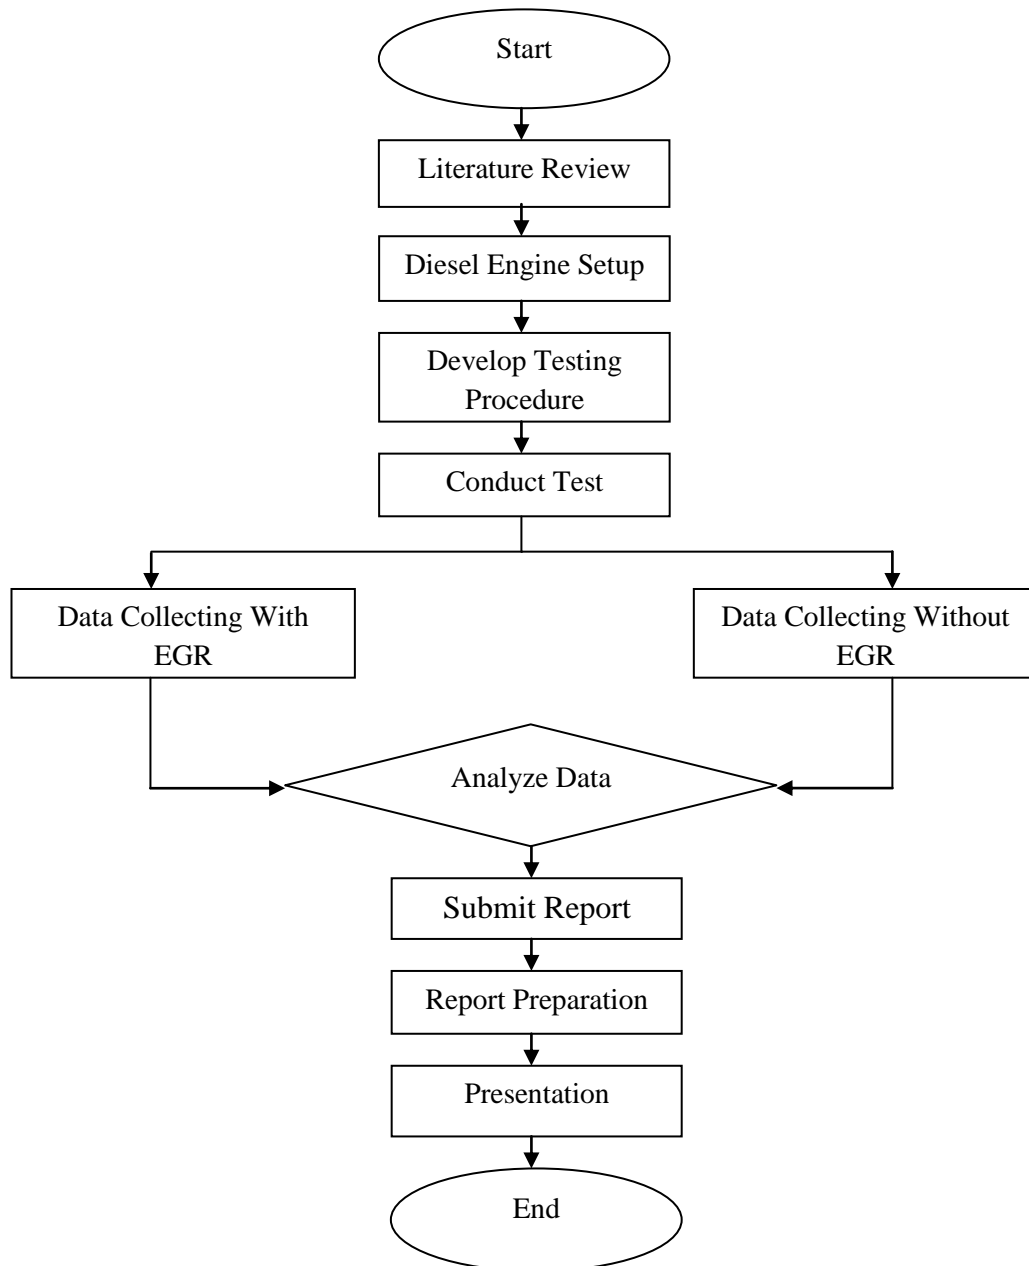 Start
Literature Review
Diesel Engine Setup
Develop Testing
Procedure
Conduct Test
Data Collecting With
EGR
Data Collecting Without
EGR
Analyze Data
Submit Report
Report Preparation
Presentation
End